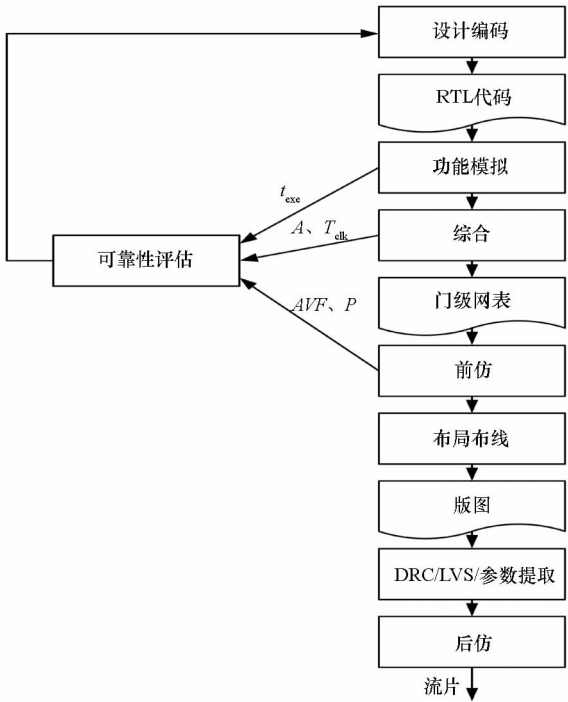 设计编码
RTL代码
功能模拟
t_exe
A、T_clk
综合
可靠性评估
门级网表
AVF、P
前仿
布局布线
版图
DRC/LVS/参数提取
后仿
流片